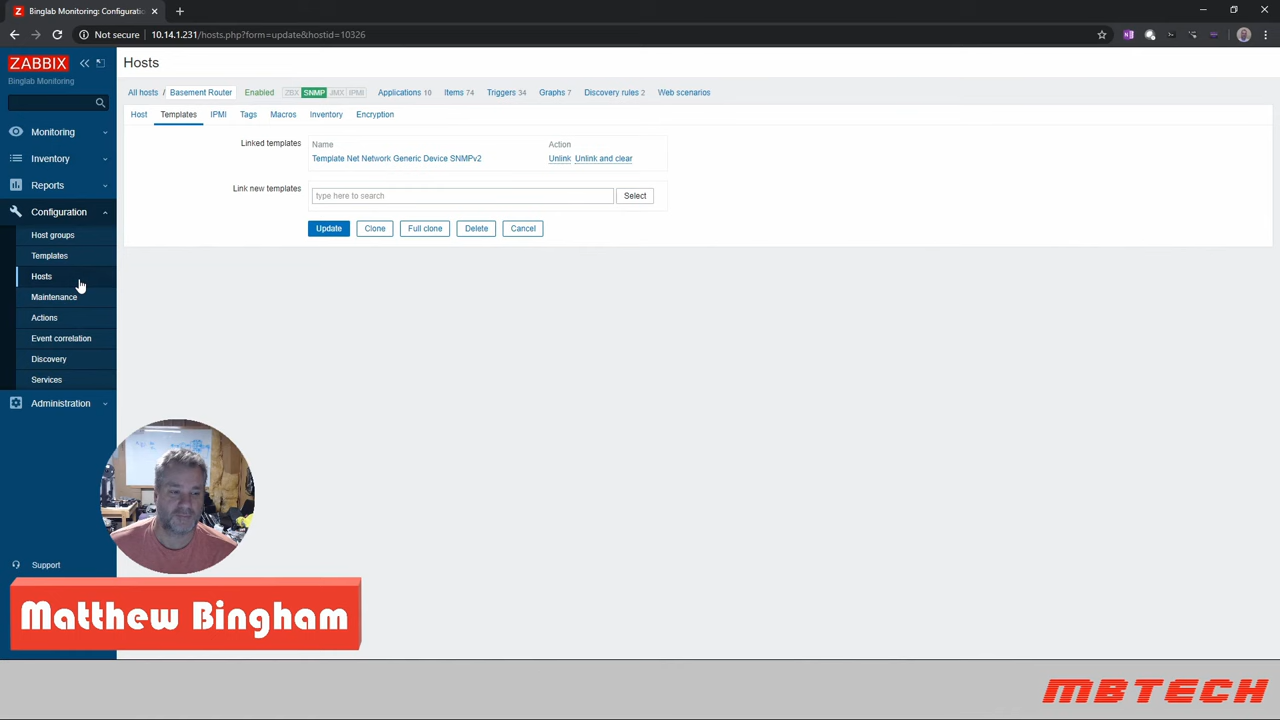 Binglab Monitoring: Configuratio
Not secure | 10.14.1.231/hosts.php?form=update&hostid=10326
ZABBIX
Binglab Monitoring
Monitoring
Inventory
Reports
Configuration
Host groups
Templates
Hosts
Maintenance
Actions
Event correlation
Discovery
Services
Administration
Support
Hosts
All hosts / Basement Router Enabled ZBX SNMP JMX IPMI Applications 10 Items 74 Triggers 34 Graphs 7 Discovery rules 2 Web scenarios
Host Templates IPMI Tags Macros Inventory Encryption
Linked templates Name Action
Template Net Network Generic Device SNMPv2 Unlink Unlink and clear
Link new templates type here to search Select
Update Clone Full clone Delete Cancel
Matthew Bingham
MBTECH